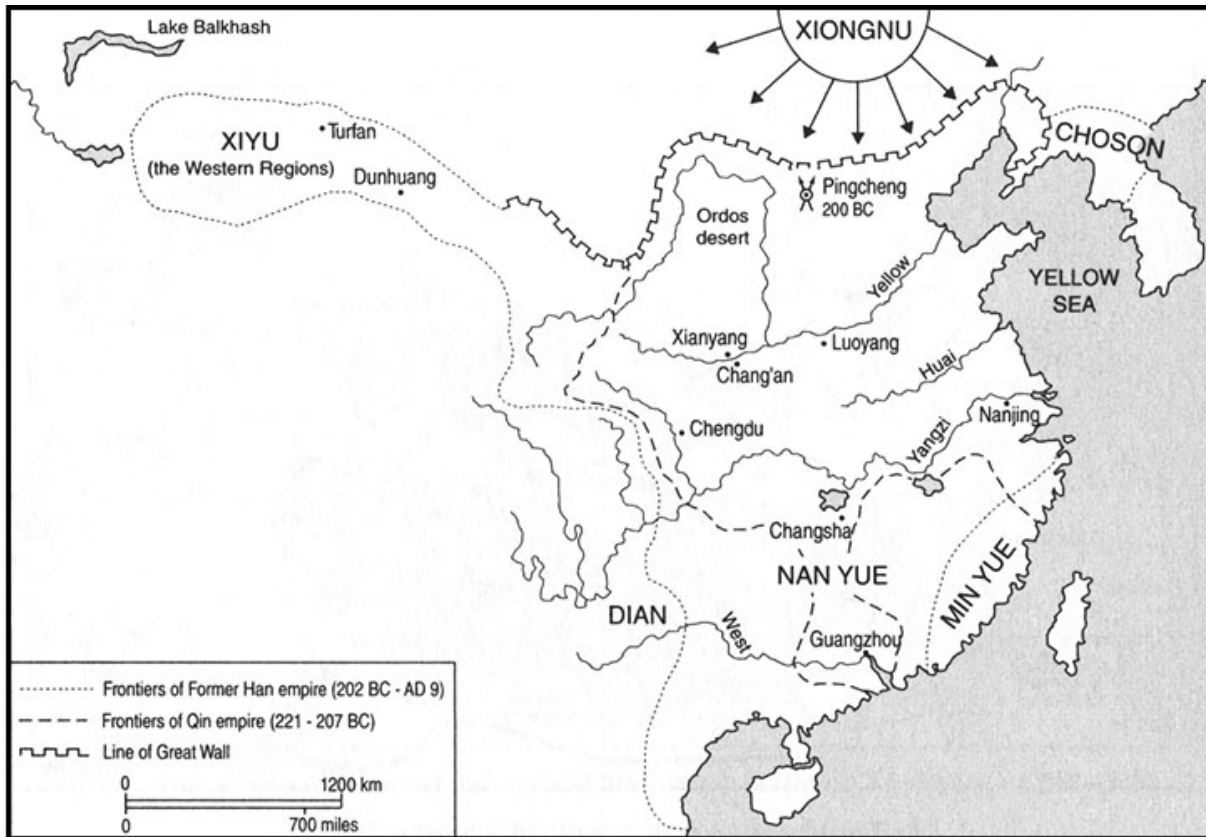 Lake Balkhash
XIONGNU
XIYU
(the Western Regions)
Turfan
Dunhuang
CHOSON
Pingcheng
200 BC
Ordos
desert
Yellow
YELLOW
SEA
Xianyang
Chang'an
Luoyang
Huai
Nanjing
Chengdu
Yangzi
Changsha
NAN YUE
MIN YUE
DIAN
West
Guangzhou
Frontiers of Former Han empire (202 BC - AD 9)
Frontiers of Qin empire (221 - 207 BC)
Line of Great Wall
0 1200 km
0 700 miles